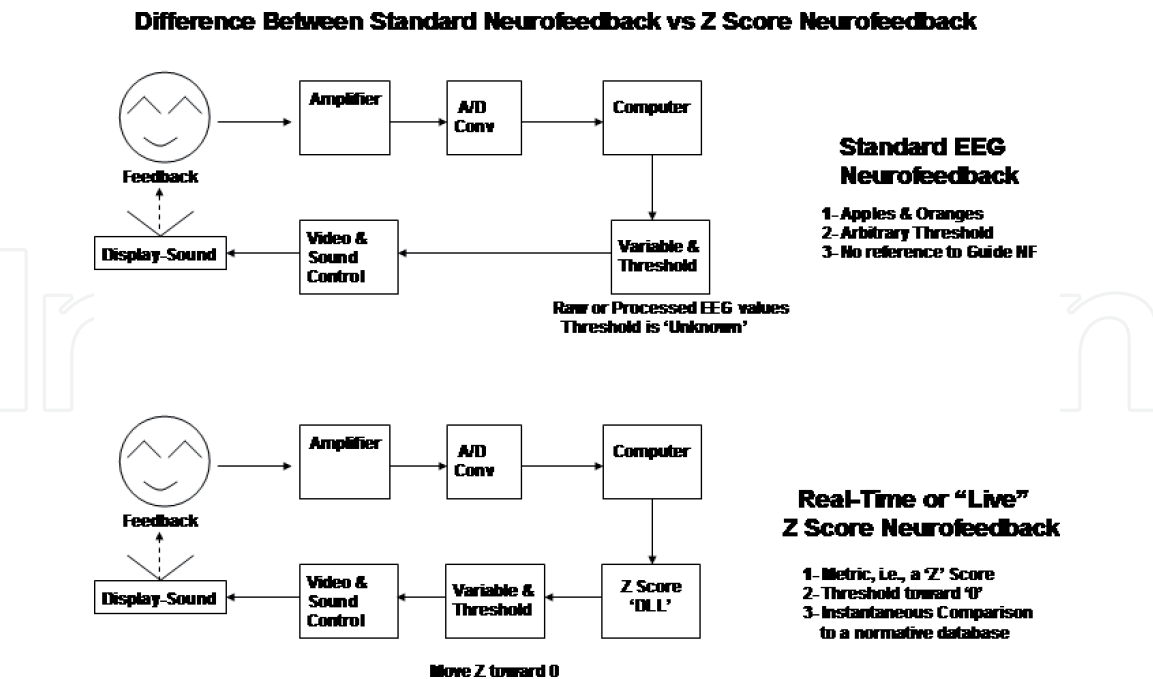 Difference Between Standard Neurofeedback vs Z Score Neurofeedback
Amplifier
A/D
Conv
Computer
Feedback
Display-Sound
Video &
Sound
Control
Variable &
Threshold
Raw or Processed EEG values
Threshold is ‘Unknown’
Standard EEG
Neurofeedback
1- Apples & Oranges
2- Arbitrary Threshold
3- No reference to Guide NF
Amplifier
A/D
Conv
Computer
Feedback
Display-Sound
Video &
Sound
Control
Variable &
Threshold
Z Score
‘DLL’
Move Z toward 0
Real-Time or “Live”
Z Score Neurofeedback
1- Metric, i.e., a ‘Z’ Score
2- Threshold toward ‘0’
3- Instantaneous Comparison
to a normative database